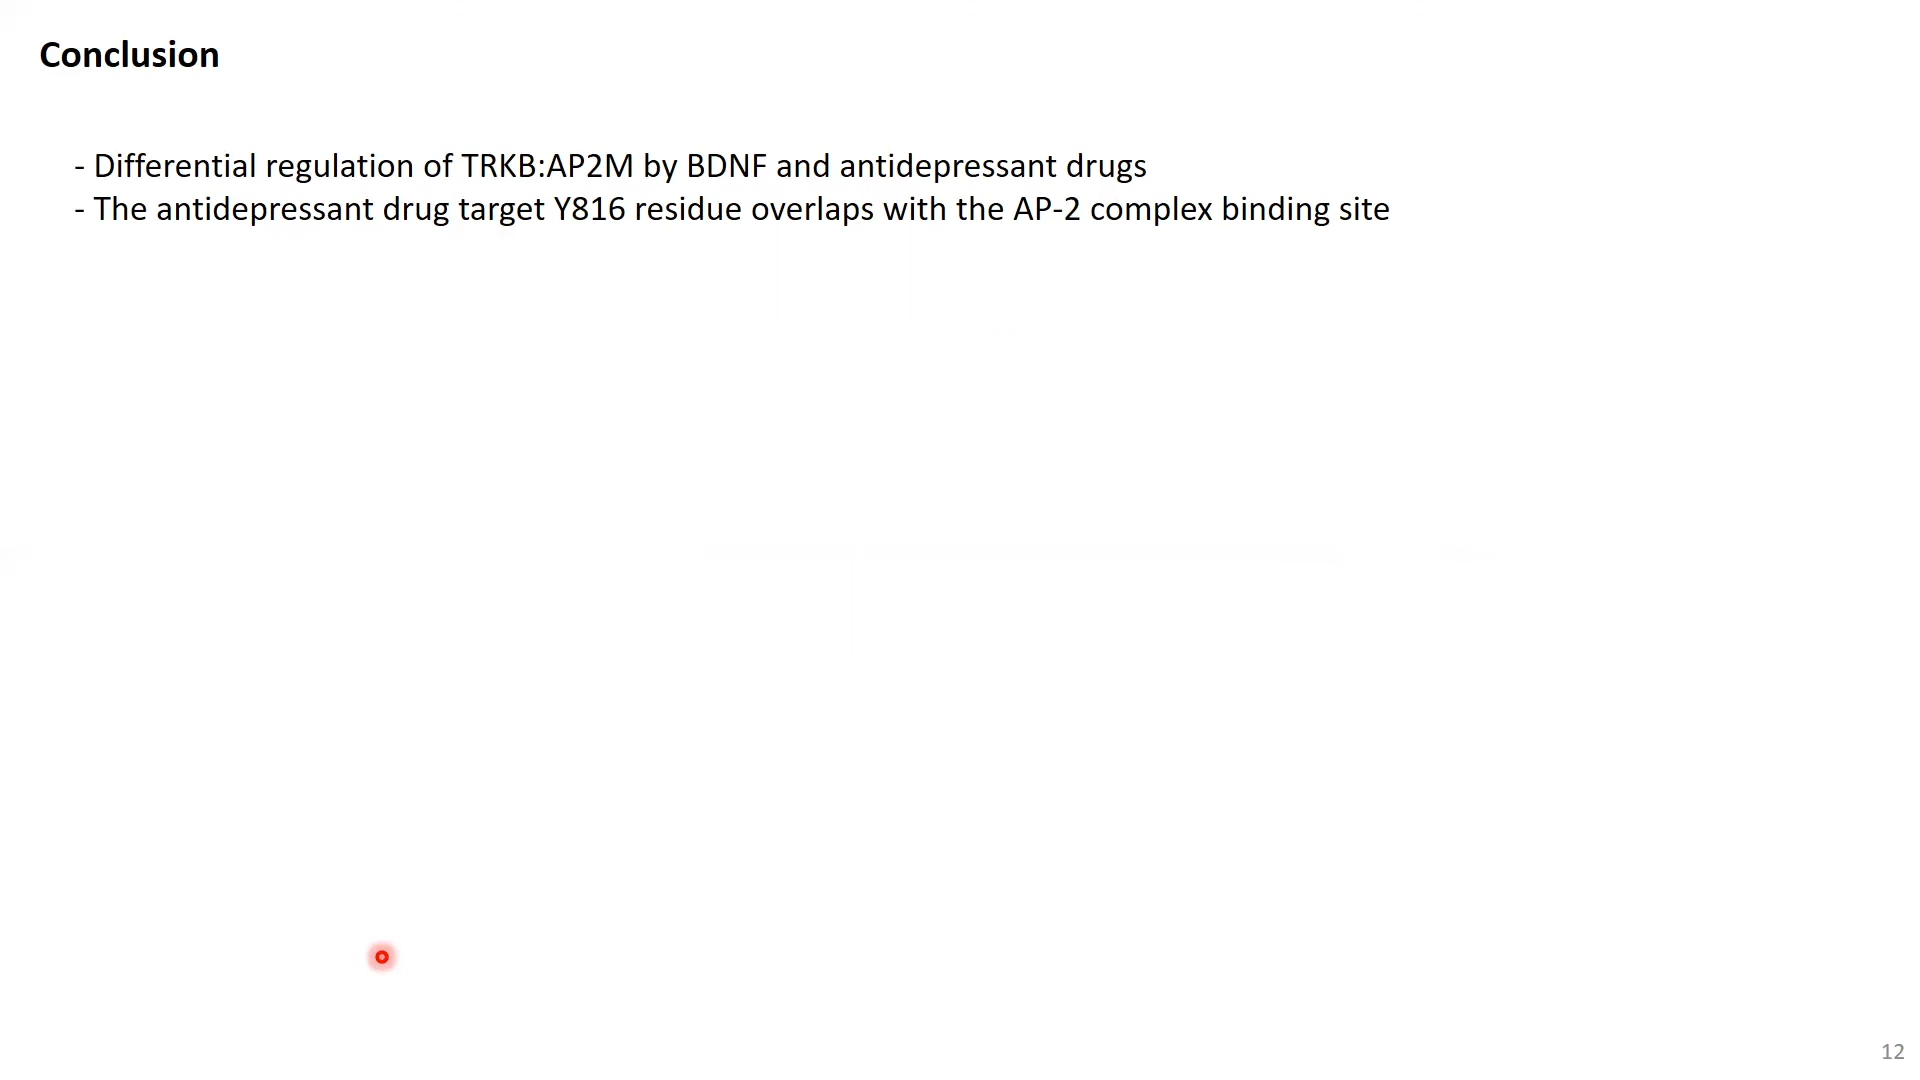 Conclusion
- Differential regulation of TRKB:AP2M by BDNF and antidepressant drugs
- The antidepressant drug target Y816 residue overlaps with the AP-2 complex binding site
12